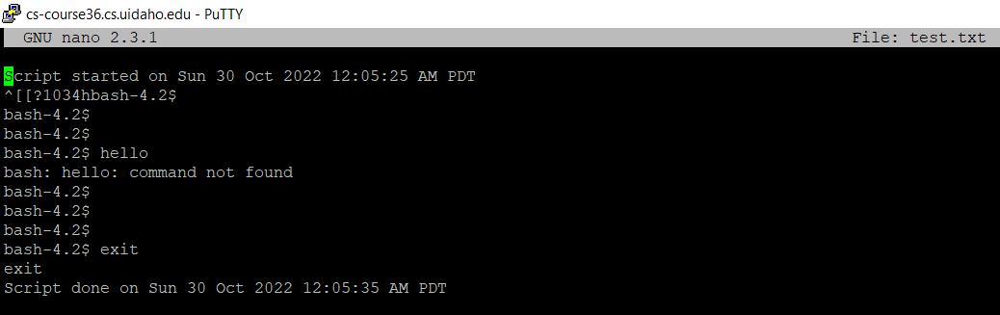 cs-course36.cs.uidaho.edu - PuTTY
GNU nano 2.3.1 File: test.txt
Script started on Sun 30 Oct 2022 12:05:25 AM PDT
^[[?1034hbash-4.2$
bash-4.2$
bash-4.2$
bash-4.2$ hello
bash: hello: command not found
bash-4.2$
bash-4.2$
bash-4.2$
bash-4.2$ exit
exit
Script done on Sun 30 Oct 2022 12:05:35 AM PDT